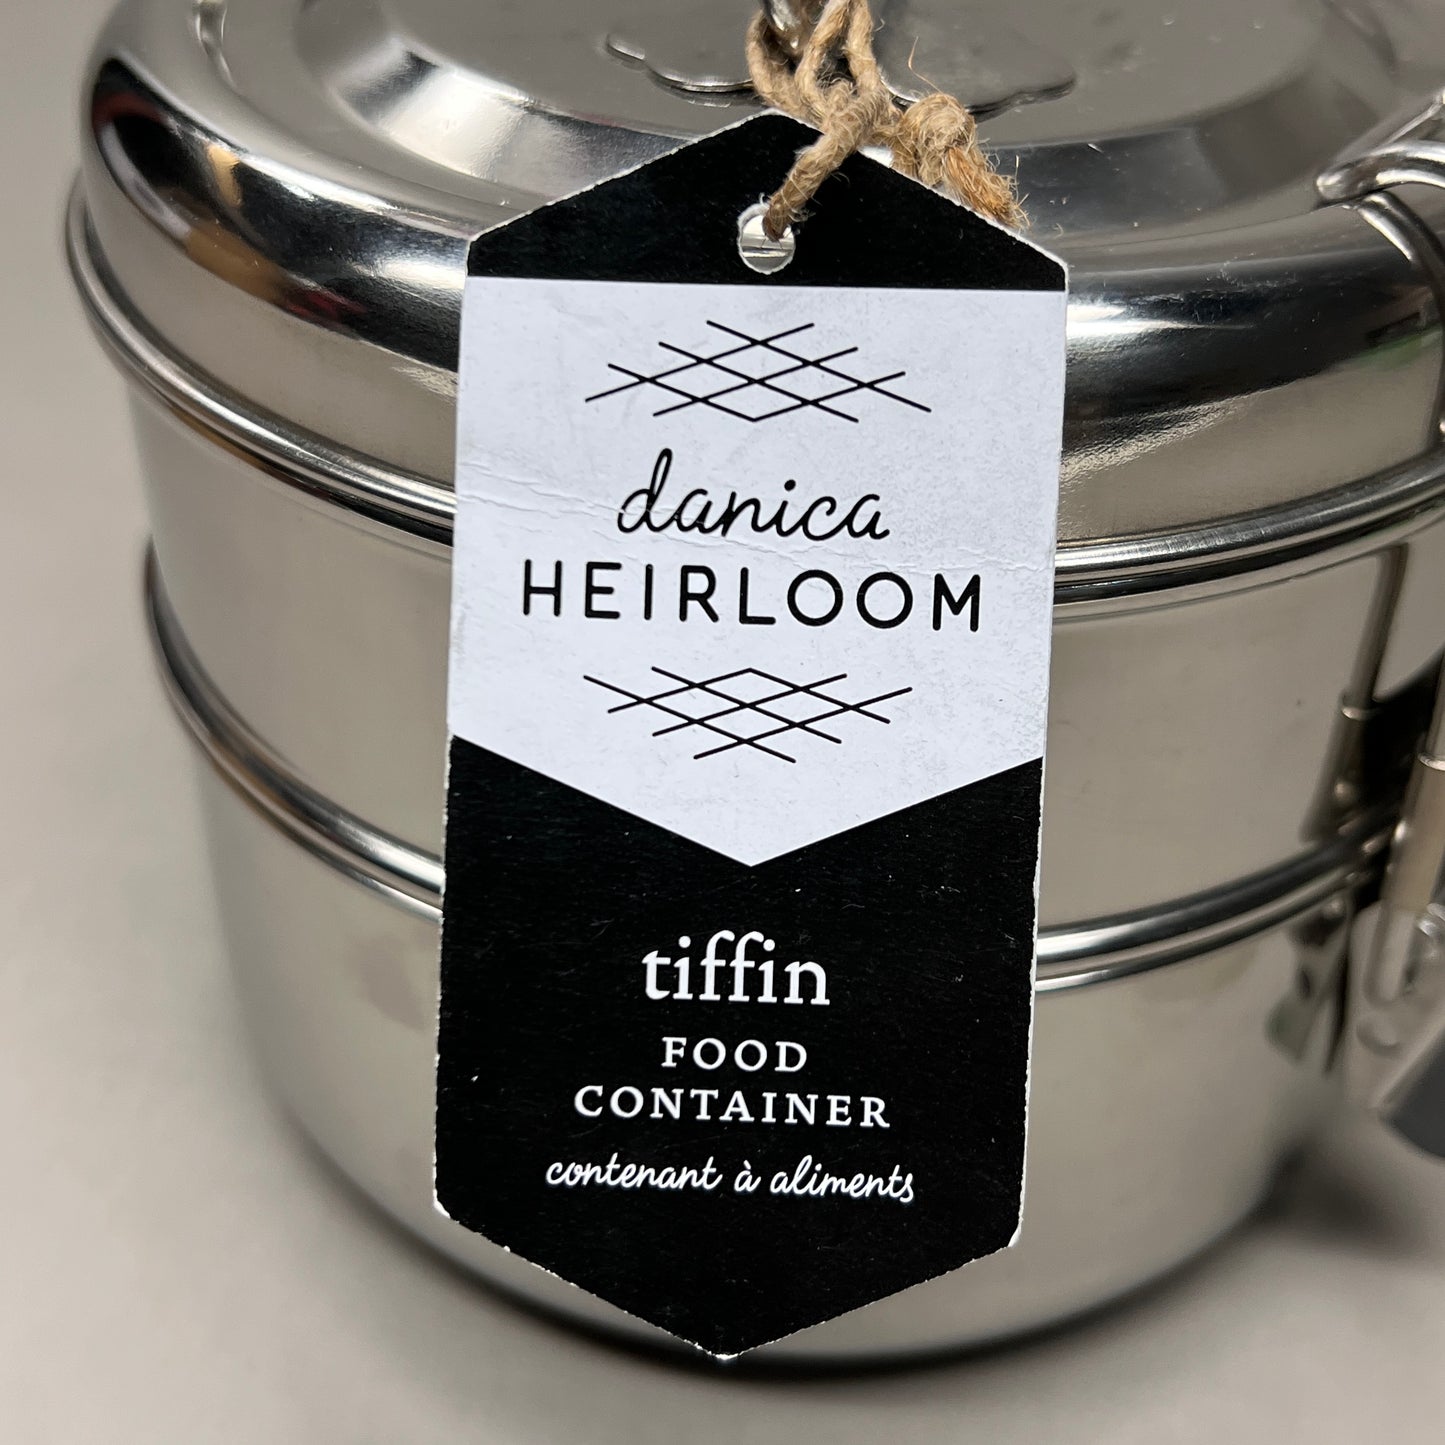 danica
HEIRLOOM
tiffin
FOOD
CONTAINER
contenant à aliments